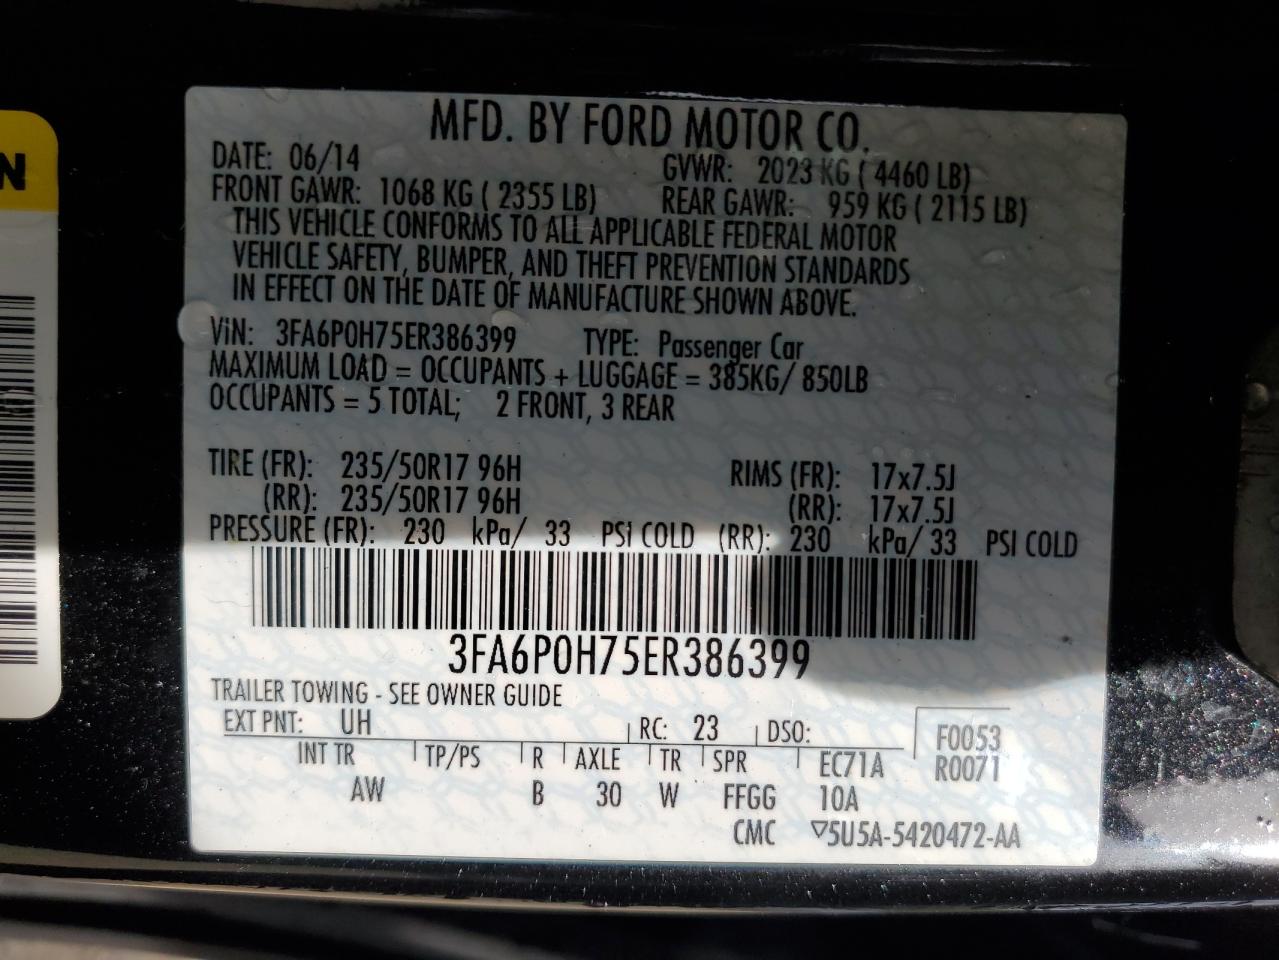 N
MFD. BY FORD MOTOR CO.
DATE: 06/14 GVWR: 2023 KG ( 4460 LB)
FRONT GAWR: 1068 KG ( 2355 LB) REAR GAWR: 959 KG ( 2115 LB)
THIS VEHICLE CONFORMS TO ALL APPLICABLE FEDERAL MOTOR
VEHICLE SAFETY, BUMPER, AND THEFT PREVENTION STANDARDS
IN EFFECT ON THE DATE OF MANUFACTURE SHOWN ABOVE.
VIN: 3FA6P0H75ER386399 TYPE: Passenger Car
MAXIMUM LOAD = OCCUPANTS + LUGGAGE = 385KG/ 850LB
OCCUPANTS = 5 TOTAL; 2 FRONT, 3 REAR
TIRE (FR): 235/50R17 96H RIMS (FR): 17x7.5J
(RR): 235/50R17 96H (RR): 17x7.5J
PRESSURE (FR): 230 kPa/ 33 PSI COLD (RR): 230 kPa/ 33 PSI COLD
3FA6P0H75ER386399
TRAILER TOWING - SEE OWNER GUIDE
EXT PNT: UH RC: 23 DSO: F0053
INT TR TP/PS R AXLE TR SPR EC71A R0071
AW B 30 W FFGG 10A
CMC ▽5U5A-5420472-AA